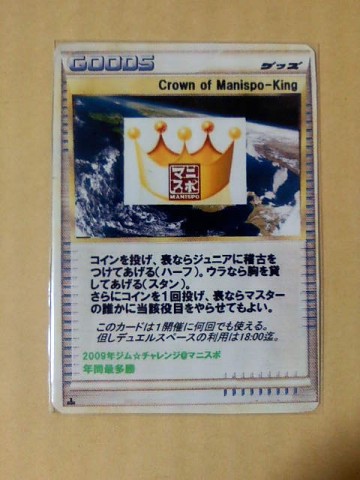 GOODS
グッズ
Crown of Manispo-King
マニスポ
MANISPO
コインを投げ、表ならジュニアに稽古を
つけてあげる(ハーフ)。ウラなら胸を貸
してあげる(スタン)。
さらにコインを1回投げ、表ならマスター
の誰かに当該役目をやらせてもよい。
このカードは1開催に何回でも使える。
但しデュエルスペースの利用は18:00迄。
2009年ジム☆チャレンジ@マニスポ
年間最多勝